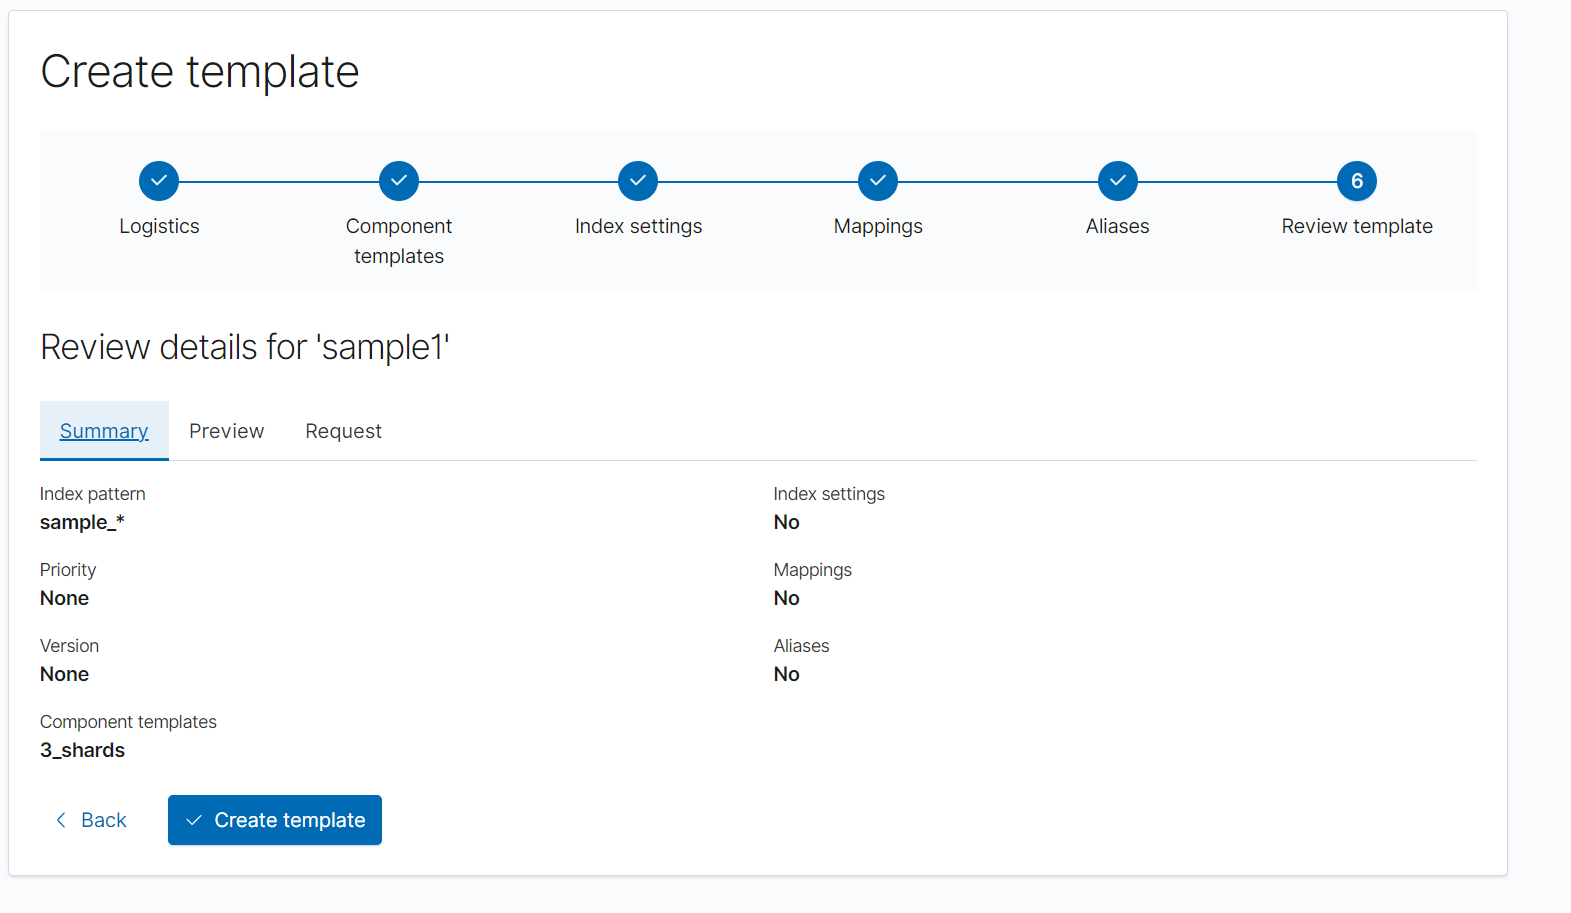 Create template
Logistics
Component
templates
Index settings
Mappings
Aliases
6
Review template
Review details for 'sample1'
Summary
Preview
Request
Index pattern
sample_*
Priority
None
Version
None
Component templates
3_shards
Index settings
No
Mappings
No
Aliases
No
Back
Create template